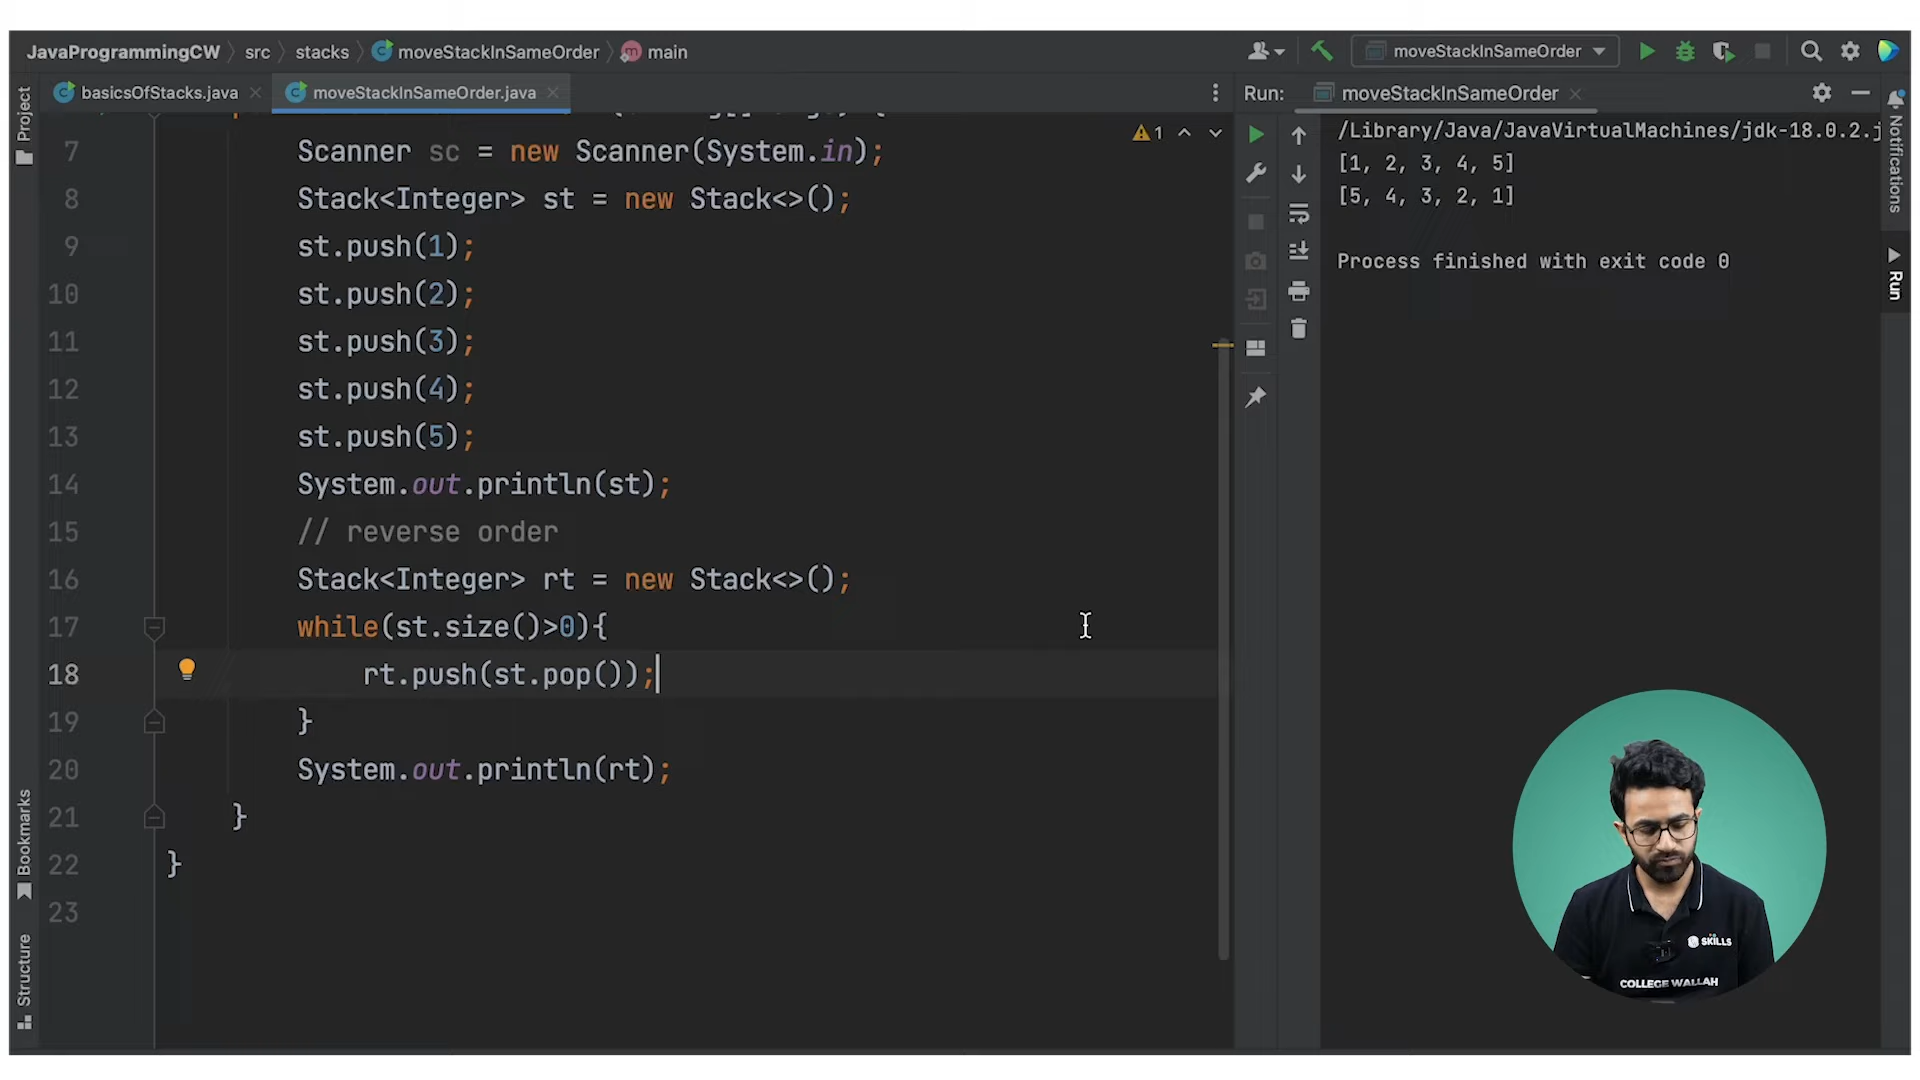 JavaProgrammingCW src stacks moveStackInSameOrder main
moveStackInSameOrder
basicsOfStacks.java
moveStackInSameOrder.java
Run: moveStackInSameOrder
Project
1
7 Scanner sc = new Scanner(System.in);
8 Stack<Integer> st = new Stack<>();
9 st.push(1);
10 st.push(2);
11 st.push(3);
12 st.push(4);
13 st.push(5);
14 System.out.println(st);
15 // reverse order
16 Stack<Integer> rt = new Stack<>();
17 while(st.size()>0){
18 rt.push(st.pop());
19 }
20 System.out.println(rt);
21 }
22 }
23
Bookmarks
Structure
/Library/Java/JavaVirtualMachines/jdk-18.0.2.j
[1, 2, 3, 4, 5]
[5, 4, 3, 2, 1]
Process finished with exit code 0
Notifications
Run
SKILLS
COLLEGE WALLAH